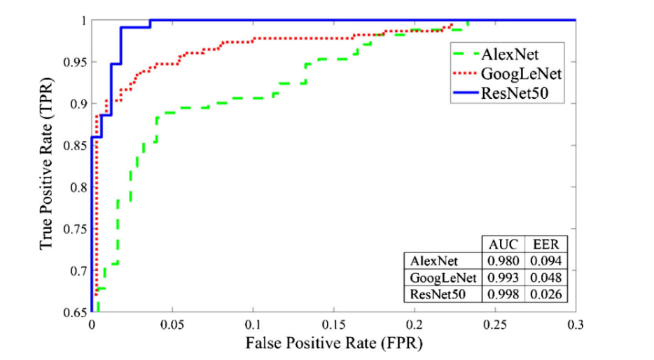 1
0.95
0.9
0.85
0.8
0.75
0.7
0.65
True Positive Rate (TPR)
AlexNet
GoogLeNet
ResNet50
AUC EER
AlexNet 0.980 0.094
GoogLeNet 0.993 0.048
ResNet50 0.998 0.026
0 0.05 0.1 0.15 0.2 0.25 0.3
False Positive Rate (FPR)